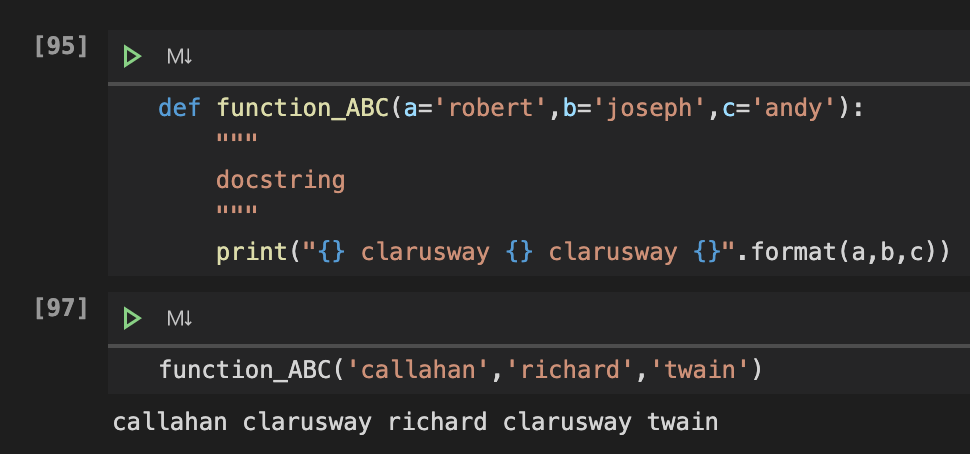 [95]
M↓
def function_ABC(a='robert',b='joseph',c='andy'):
    """
    docstring
    """
    print("{} clarusway {} clarusway {}".format(a,b,c))
[97]
M↓
function_ABC('callahan','richard','twain')
callahan clarusway richard clarusway twain